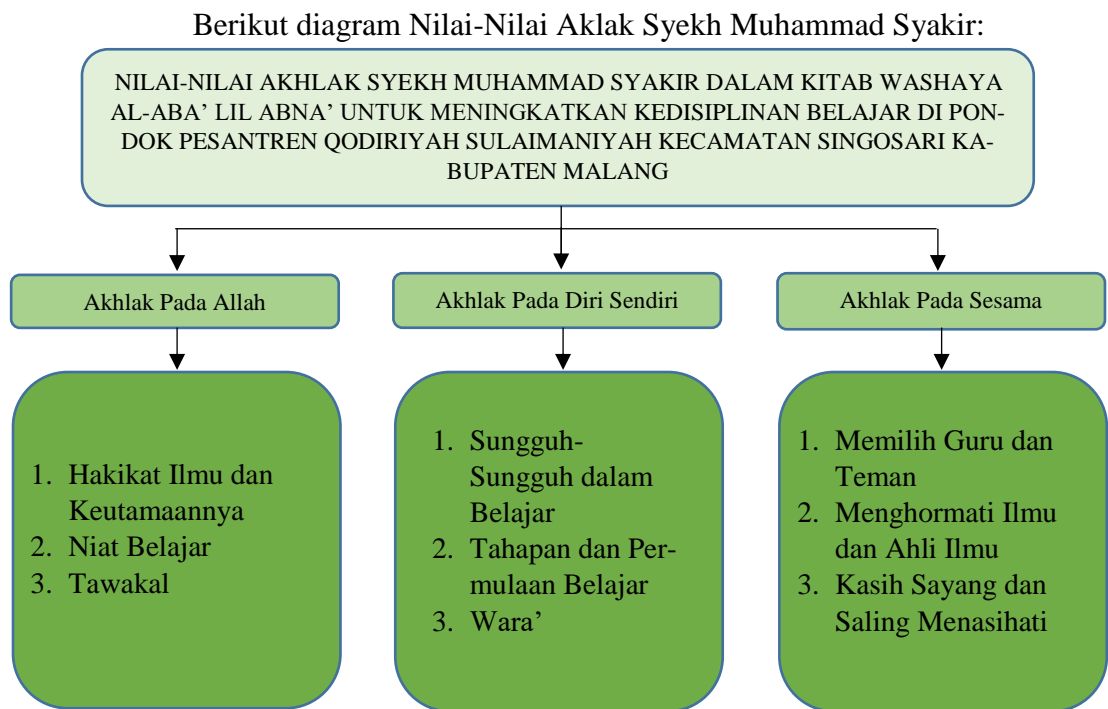 Berikut diagram Nilai-Nilai Aklak Syekh Muhammad Syakir:
NILAI-NILAI AKHLAK SYEKH MUHAMMAD SYAKIR DALAM KITAB WASHAYA
AL-ABA’ LIL ABNA’ UNTUK MENINGKATKAN KEDISIPLINAN BELAJAR DI PON-
DOK PESANTREN QODIRIYAH SULAIMANIYAH KECAMATAN SINGOSARI KA-
BUPATEN MALANG
Akhlak Pada Allah
Akhlak Pada Diri Sendiri
Akhlak Pada Sesama
1. Hakikat Ilmu dan
Keutamaannya
2. Niat Belajar
3. Tawakal
1. Sungguh-
Sungguh dalam
Belajar
2. Tahapan dan Per-
mulaan Belajar
3. Wara’
1. Memilih Guru dan
Teman
2. Menghormati Ilmu
dan Ahli Ilmu
3. Kasih Sayang dan
Saling Menasihati